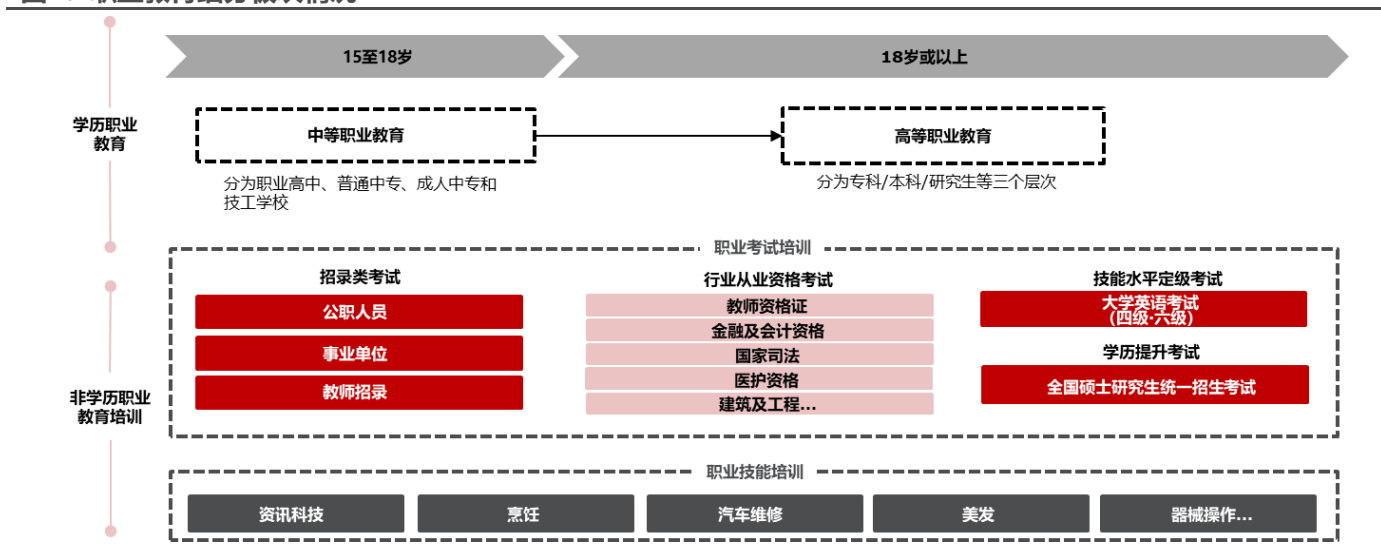 15至18岁
18岁或以上
学历职业
教育
中等职业教育
高等职业教育
分为职业高中、普通中专、成人中专和
技工学校
分为专科/本科/研究生等三个层次
职业考试培训
招录类考试
行业从业资格考试
技能水平定级考试
公职人员
事业单位
教师招录
教师资格证
金融及会计资格
国家司法
医护资格
建筑及工程...
大学英语考试
(四级·六级)
学历提升考试
全国硕士研究生统一招生考试
非学历职业
教育培训
职业技能培训
资讯科技
烹饪
汽车维修
美发
器械操作...